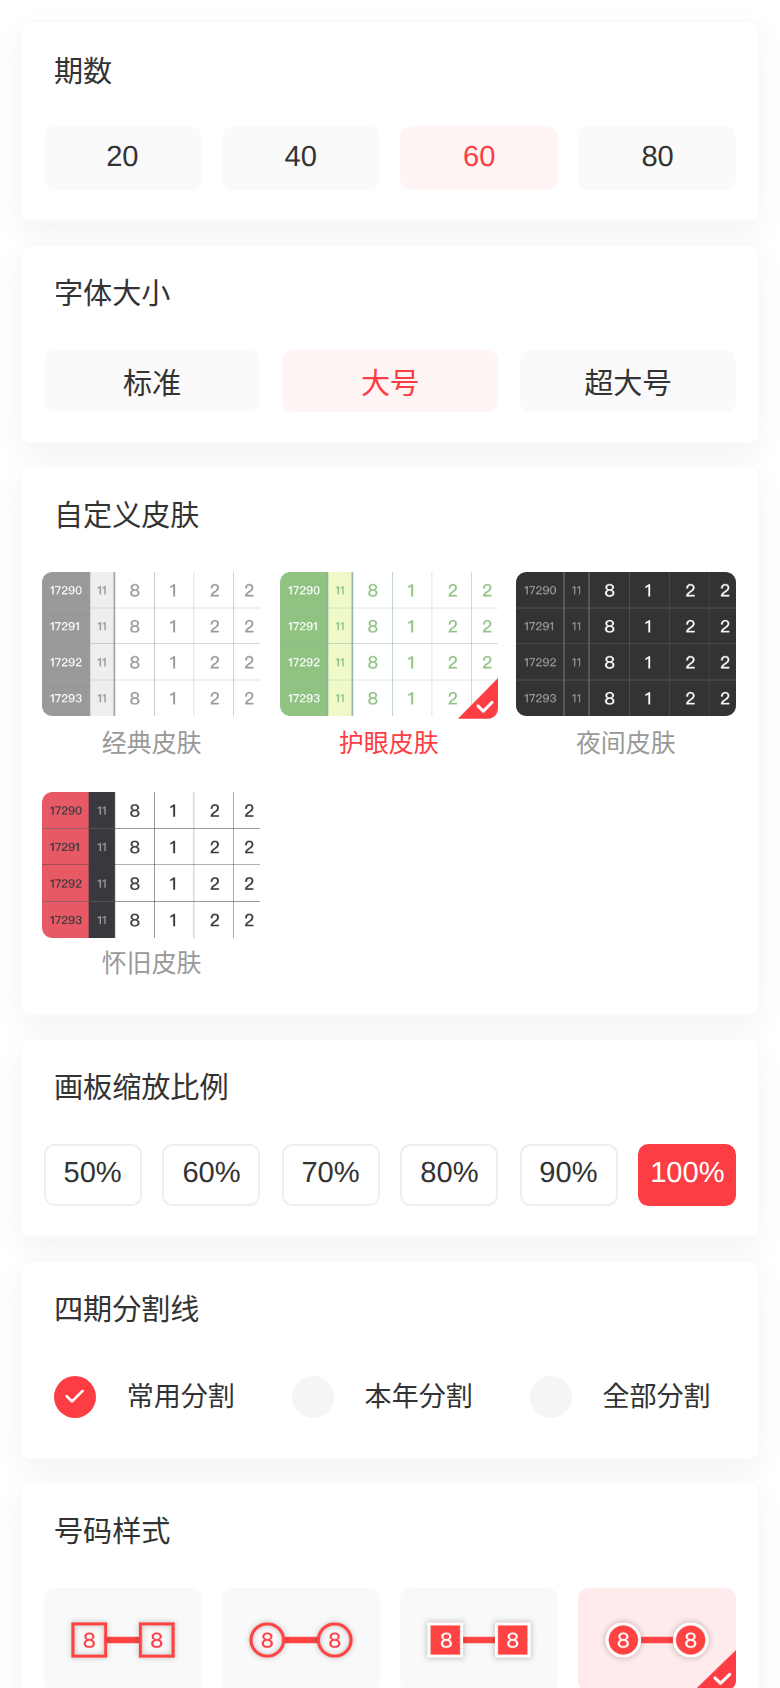 期数
20 40 60 80
字体大小
标准 大号 超大号
自定义皮肤
17290 11 8 1 2 2 17290 11 8 1 2 2 17290 11 8 1 2 2
17291 11 8 1 2 2 17291 11 8 1 2 2 17291 11 8 1 2 2
17292 11 8 1 2 2 17292 11 8 1 2 2 17292 11 8 1 2 2
17293 11 8 1 2 2 17293 11 8 1 2 17293 11 8 1 2 2
经典皮肤 护眼皮肤 夜间皮肤
17290 11 8 1 2 2
17291 11 8 1 2 2
17292 11 8 1 2 2
17293 11 8 1 2 2
怀旧皮肤
画板缩放比例
50% 60% 70% 80% 90% 100%
四期分割线
常用分割 本年分割 全部分割
号码样式
8 8 8 8 8 8 8 8